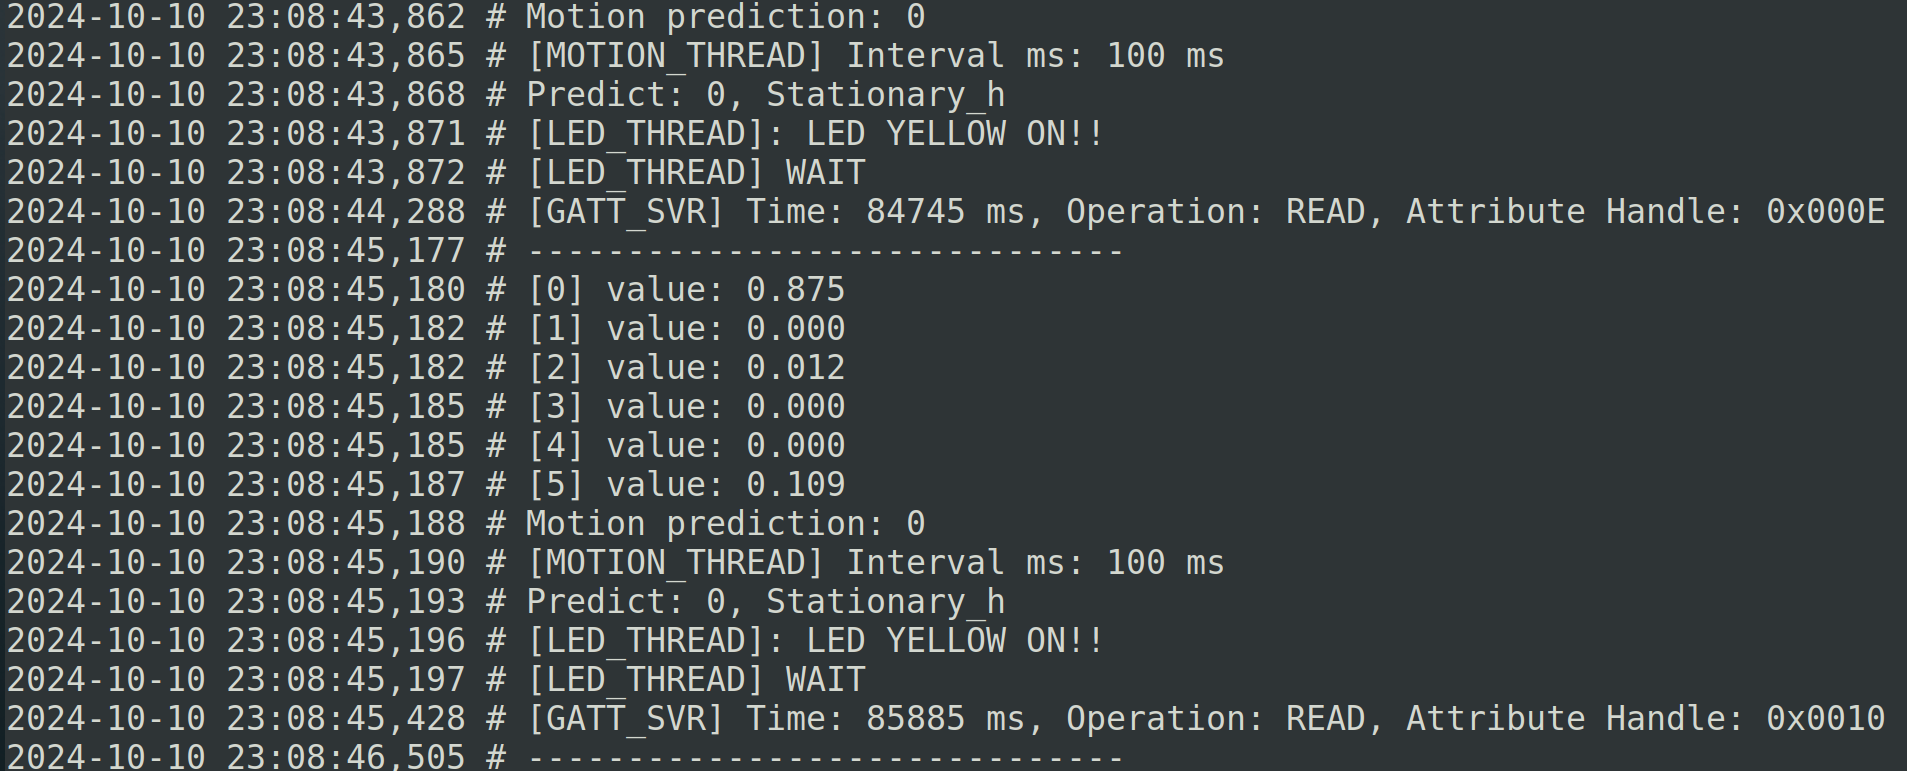 2024-10-10 23:08:43,862 # Motion prediction: 0
2024-10-10 23:08:43,865 # [MOTION_THREAD] Interval ms: 100 ms
2024-10-10 23:08:43,868 # Predict: 0, Stationary_h
2024-10-10 23:08:43,871 # [LED_THREAD]: LED YELLOW ON!!
2024-10-10 23:08:43,872 # [LED_THREAD] WAIT
2024-10-10 23:08:44,288 # [GATT_SVR] Time: 84745 ms, Operation: READ, Attribute Handle: 0x000E
2024-10-10 23:08:45,177 # ------------------------------
2024-10-10 23:08:45,180 # [0] value: 0.875
2024-10-10 23:08:45,182 # [1] value: 0.000
2024-10-10 23:08:45,182 # [2] value: 0.012
2024-10-10 23:08:45,185 # [3] value: 0.000
2024-10-10 23:08:45,185 # [4] value: 0.000
2024-10-10 23:08:45,187 # [5] value: 0.109
2024-10-10 23:08:45,188 # Motion prediction: 0
2024-10-10 23:08:45,190 # [MOTION_THREAD] Interval ms: 100 ms
2024-10-10 23:08:45,193 # Predict: 0, Stationary_h
2024-10-10 23:08:45,196 # [LED_THREAD]: LED YELLOW ON!!
2024-10-10 23:08:45,197 # [LED_THREAD] WAIT
2024-10-10 23:08:45,428 # [GATT_SVR] Time: 85885 ms, Operation: READ, Attribute Handle: 0x0010
2024-10-10 23:08:46,505 # ------------------------------